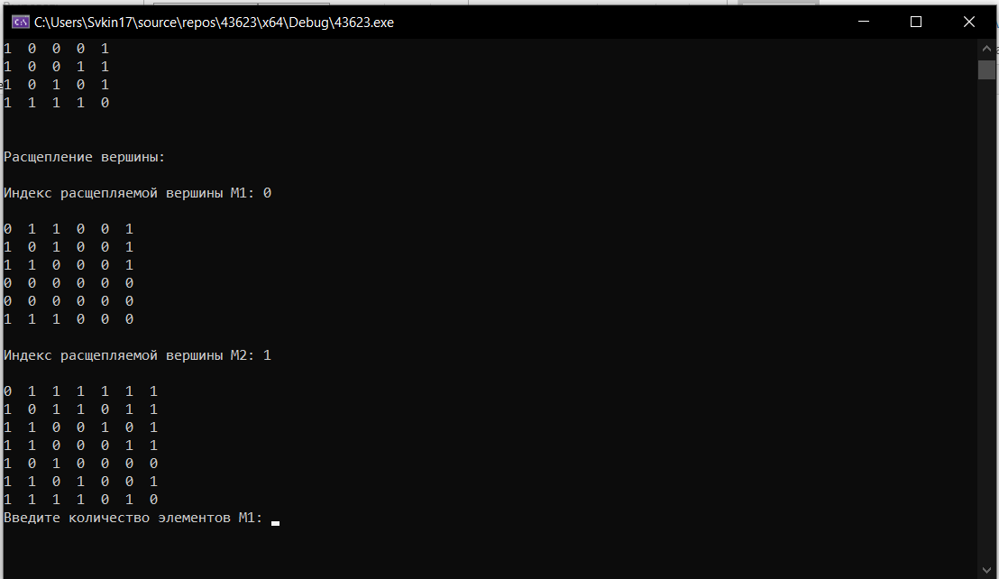 C:\Users\Svkin17\source\repos\43623\x64\Debug\43623.exe
1 0 0 0 1
1 0 0 1 1
1 0 1 0 1
1 1 1 1 0
Расщепление вершины:
Индекс расщепляемой вершины M1: 0
0 1 1 0 0 1
1 0 1 0 0 1
1 1 0 0 0 1
0 0 0 0 0 0
0 0 0 0 0 0
1 1 1 0 0 0
Индекс расщепляемой вершины M2: 1
0 1 1 1 1 1 1
1 0 1 1 0 1 1
1 1 0 0 1 0 1
1 1 0 0 0 1 1
1 0 1 0 0 0 0
1 1 0 1 0 0 1
1 1 1 1 0 1 0
Введите количество элементов M1: